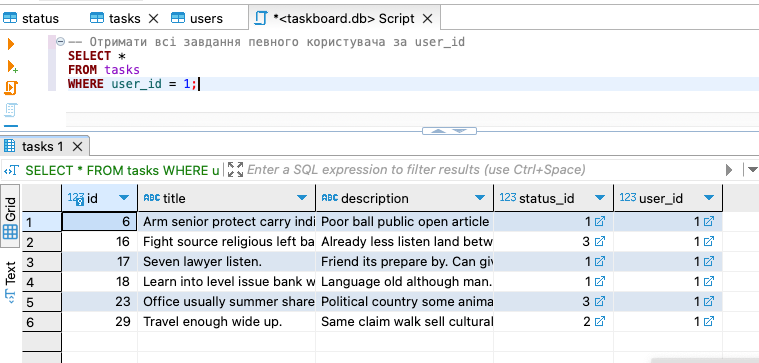 status tasks users *<taskboard.db> Script
-- Отримати всі завдання певного користувача за user_id
SELECT *
FROM tasks
WHERE user_id = 1;
tasks 1
SELECT * FROM tasks WHERE u Enter a SQL expression to filter results (use Ctrl+Space)
Grid
Text
123 id ABC title ABC description 123 status_id 123 user_id
1 6 Arm senior protect carry indi Poor ball public open article 1 1
2 16 Fight source religious left ba Already less listen land betw 3 1
3 17 Seven lawyer listen. Friend its prepare by. Can giv 1 1
4 18 Learn into level issue bank w Language old although man. 1 1
5 23 Office usually summer share Political country some anima 3 1
6 29 Travel enough wide up. Same claim walk sell cultural 2 1